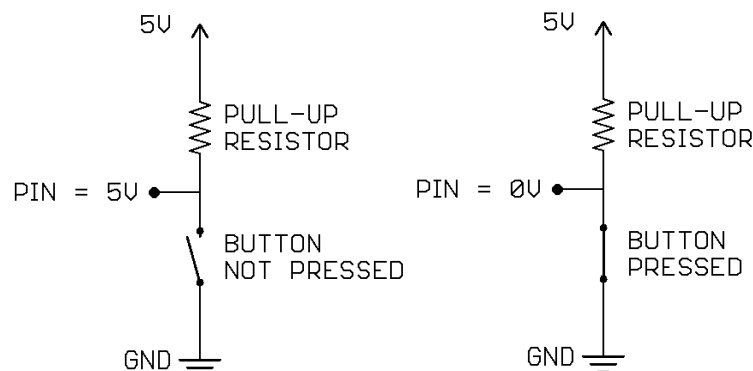 5V
PULL-UP
RESISTOR
PIN = 5V
BUTTON
NOT PRESSED
GND
5V
PULL-UP
RESISTOR
PIN = 0V
BUTTON
PRESSED
GND